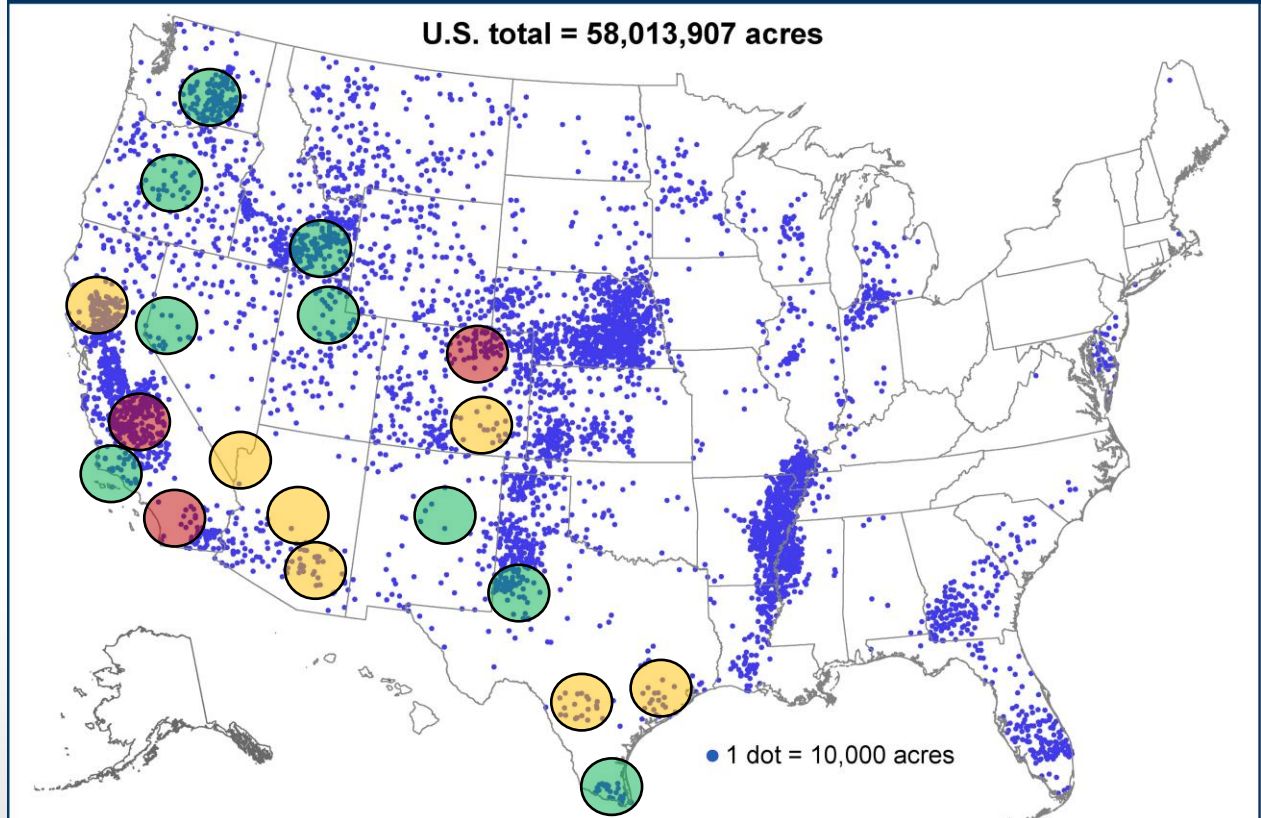 U.S. total = 58,013,907 acres
1 dot = 10,000 acres